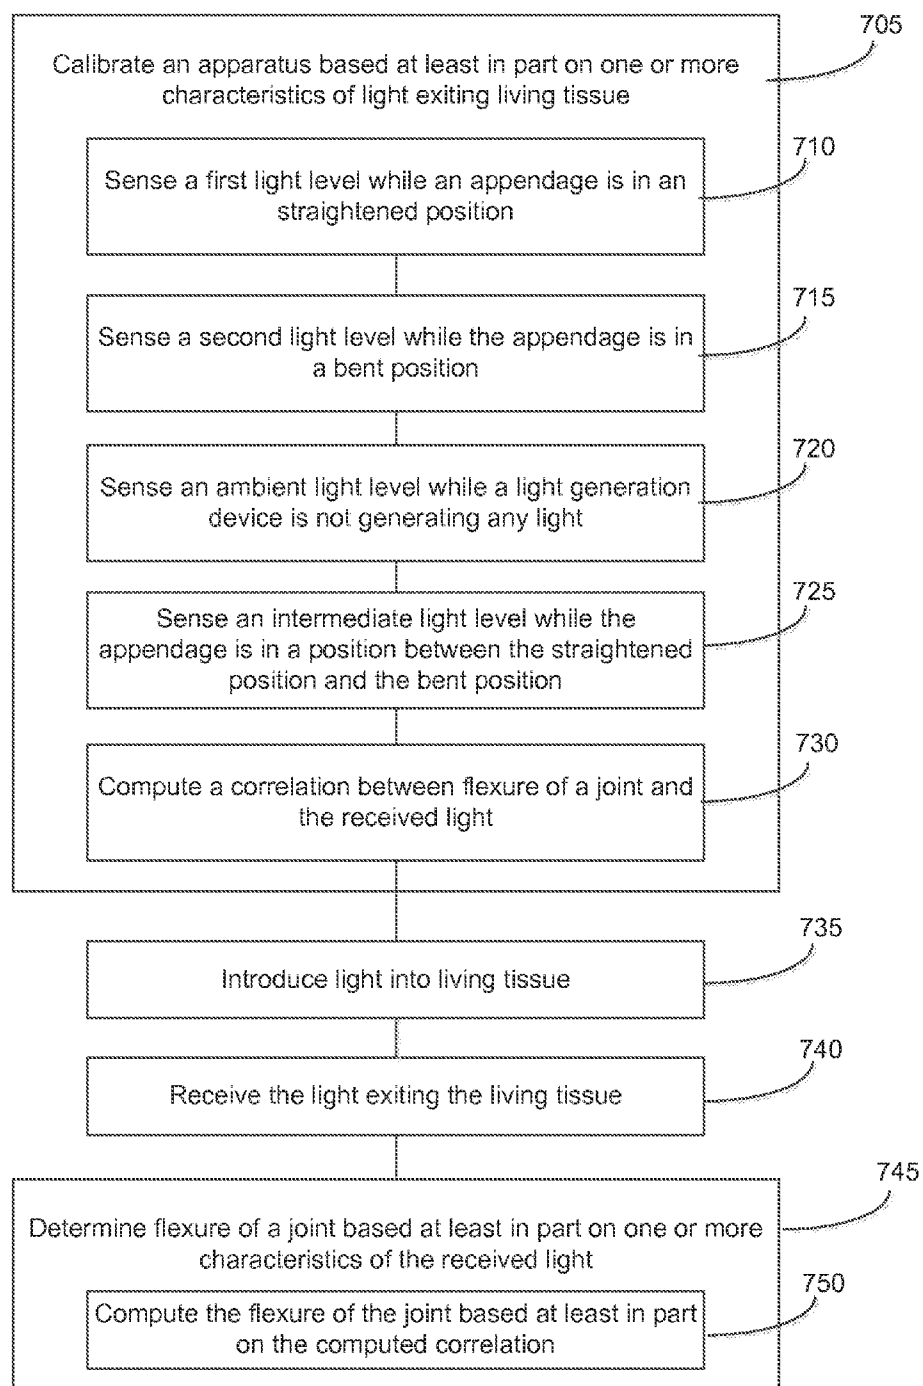 705
Calibrate an apparatus based at least in part on one or more
characteristics of light exiting living tissue
710
Sense a first light level while an appendage is in an
straightened position
715
Sense a second light level while the appendage is in
a bent position
720
Sense an ambient light level while a light generation
device is not generating any light
725
Sense an intermediate light level while the
appendage is in a position between the straightened
position and the bent position
730
Compute a correlation between flexure of a joint and
the received light
735
Introduce light into living tissue
740
Receive the light exiting the living tissue
745
Determine flexure of a joint based at least in part on one or more
characteristics of the received light
750
Compute the flexure of the joint based at least in part
on the computed correlation